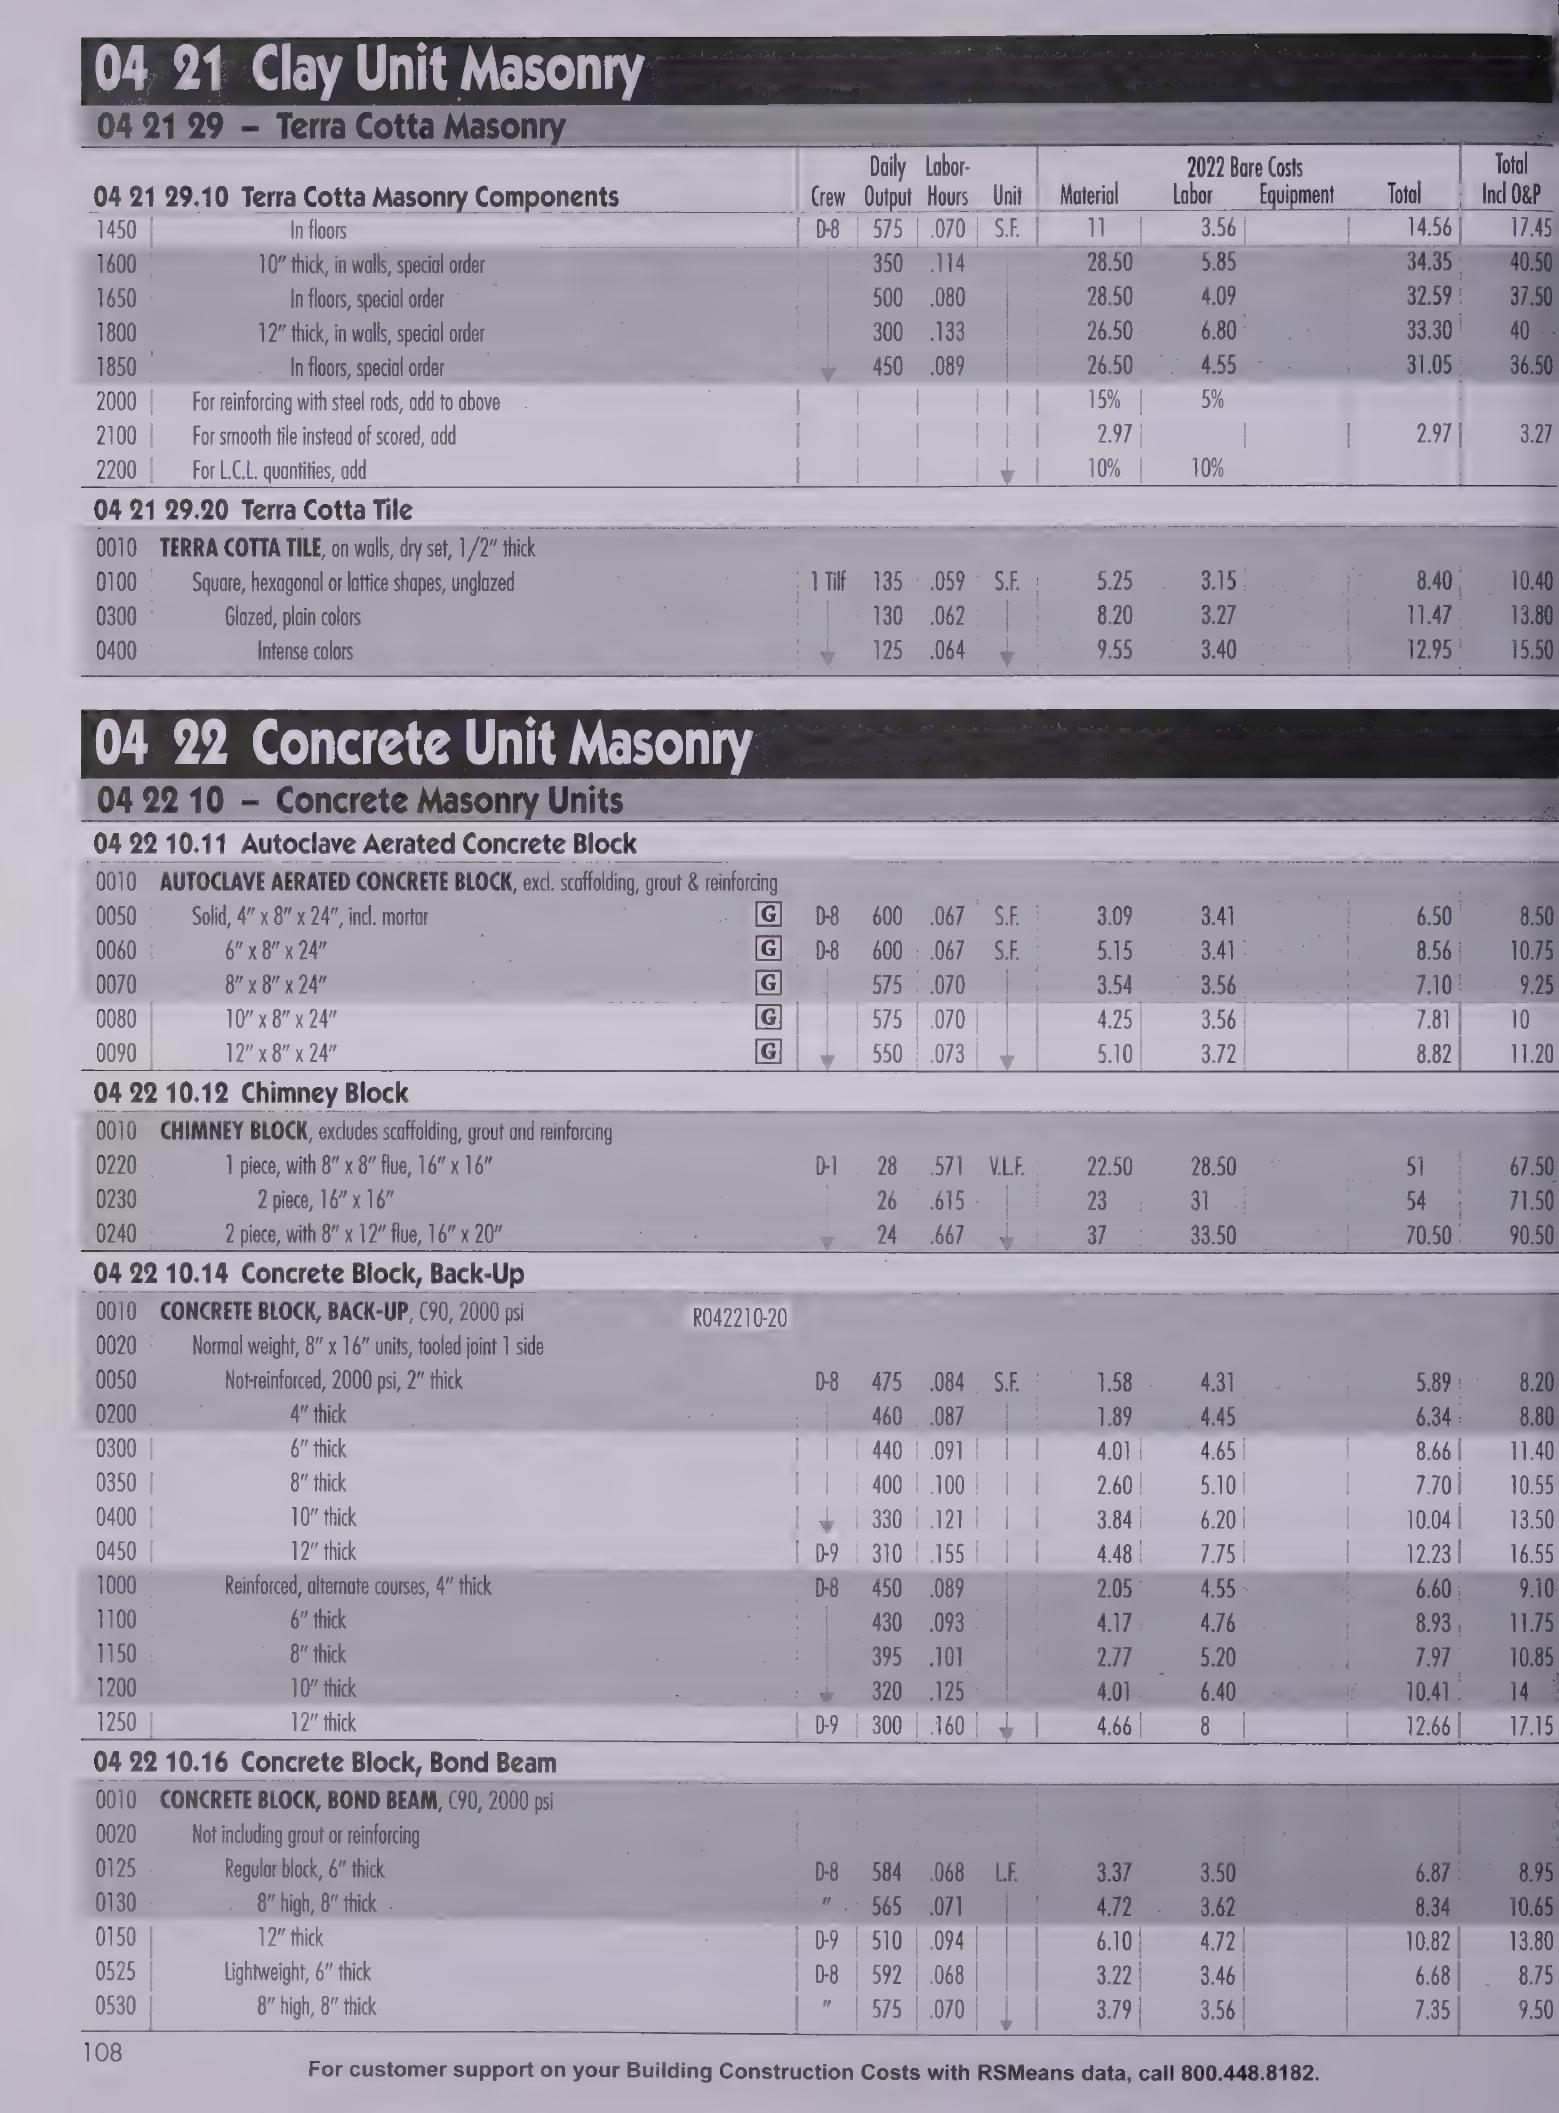 04 21 Clay Unit Masonry
04 21 29 – Terra Cotta Masonry
Daily Labor- 2022 Bare Costs Total
04 21 29.10 Terra Cotta Masonry Components Crew Output Hours Unit Material Labor Equipment Total Incl O&P
1450 In floors D-8 575 .070 S.F. 11 3.56 14.56 17.45
1600 10" thick, in walls, special order 350 .114 28.50 5.85 34.35 40.50
1650 In floors, special order 500 .080 28.50 4.09 32.59 37.50
1800 12" thick, in walls, special order 300 .133 26.50 6.80 33.30 40
1850 In floors, special order 450 .089 26.50 4.55 31.05 36.50
2000 For reinforcing with steel rods, add to above 15% 5%
2100 For smooth tile instead of scored, add 2.97 2.97 3.27
2200 For L.C.L. quantities, add 10% 10%
04 21 29.20 Terra Cotta Tile
0010 TERRA COTTA TILE, on walls, dry set, 1/2" thick
0100 Square, hexagonal or lattice shapes, unglazed 1 Tilf 135 .059 S.F. 5.25 3.15 8.40 10.40
0300 Glazed, plain colors 130 .062 8.20 3.27 11.47 13.80
0400 Intense colors 125 .064 9.55 3.40 12.95 15.50
04 22 Concrete Unit Masonry
04 22 10 – Concrete Masonry Units
04 22 10.11 Autoclave Aerated Concrete Block
0010 AUTOCLAVE AERATED CONCRETE BLOCK, excl. scaffolding, grout & reinforcing
0050 Solid, 4" x 8" x 24", incl. mortar G D-8 600 .067 S.F. 3.09 3.41 6.50 8.50
0060 6" x 8" x 24" G D-8 600 .067 S.F. 5.15 3.41 8.56 10.75
0070 8" x 8" x 24" G 575 .070 3.54 3.56 7.10 9.25
0080 10" x 8" x 24" G 575 .070 4.25 3.56 7.81 10
0090 12" x 8" x 24" G 550 .073 5.10 3.72 8.82 11.20
04 22 10.12 Chimney Block
0010 CHIMNEY BLOCK, excludes scaffolding, grout and reinforcing
0220 1 piece, with 8" x 8" flue, 16" x 16" D-1 28 .571 V.L.F. 22.50 28.50 51 67.50
0230 2 piece, 16" x 16" 26 .615 23 31 54 71.50
0240 2 piece, with 8" x 12" flue, 16" x 20" 24 .667 37 33.50 70.50 90.50
04 22 10.14 Concrete Block, Back-Up
0010 CONCRETE BLOCK, BACK-UP, C90, 2000 psi R042210-20
0020 Normal weight, 8" x 16" units, tooled joint 1 side
0050 Not-reinforced, 2000 psi, 2" thick D-8 475 .084 S.F. 1.58 4.31 5.89 8.20
0200 4" thick 460 .087 1.89 4.45 6.34 8.80
0300 6" thick 440 .091 4.01 4.65 8.66 11.40
0350 8" thick 400 .100 2.60 5.10 7.70 10.55
0400 10" thick 330 .121 3.84 6.20 10.04 13.50
0450 12" thick D-9 310 .155 4.48 7.75 12.23 16.55
1000 Reinforced, alternate courses, 4" thick D-8 450 .089 2.05 4.55 6.60 9.10
1100 6" thick 430 .093 4.17 4.76 8.93 11.75
1150 8" thick 395 .101 2.77 5.20 7.97 10.85
1200 10" thick 320 .125 4.01 6.40 10.41 14
1250 12" thick D-9 300 .160 4.66 8 12.66 17.15
04 22 10.16 Concrete Block, Bond Beam
0010 CONCRETE BLOCK, BOND BEAM, C90, 2000 psi
0020 Not including grout or reinforcing
0125 Regular block, 6" thick D-8 584 .068 L.F. 3.37 3.50 6.87 8.95
0130 8" high, 8" thick " 565 .071 4.72 3.62 8.34 10.65
0150 12" thick D-9 510 .094 6.10 4.72 10.82 13.80
0525 Lightweight, 6" thick D-8 592 .068 3.22 3.46 6.68 8.75
0530 8" high, 8" thick " 575 .070 3.79 3.56 7.35 9.50
108
For customer support on your Building Construction Costs with RSMeans data, call 800.448.8182.